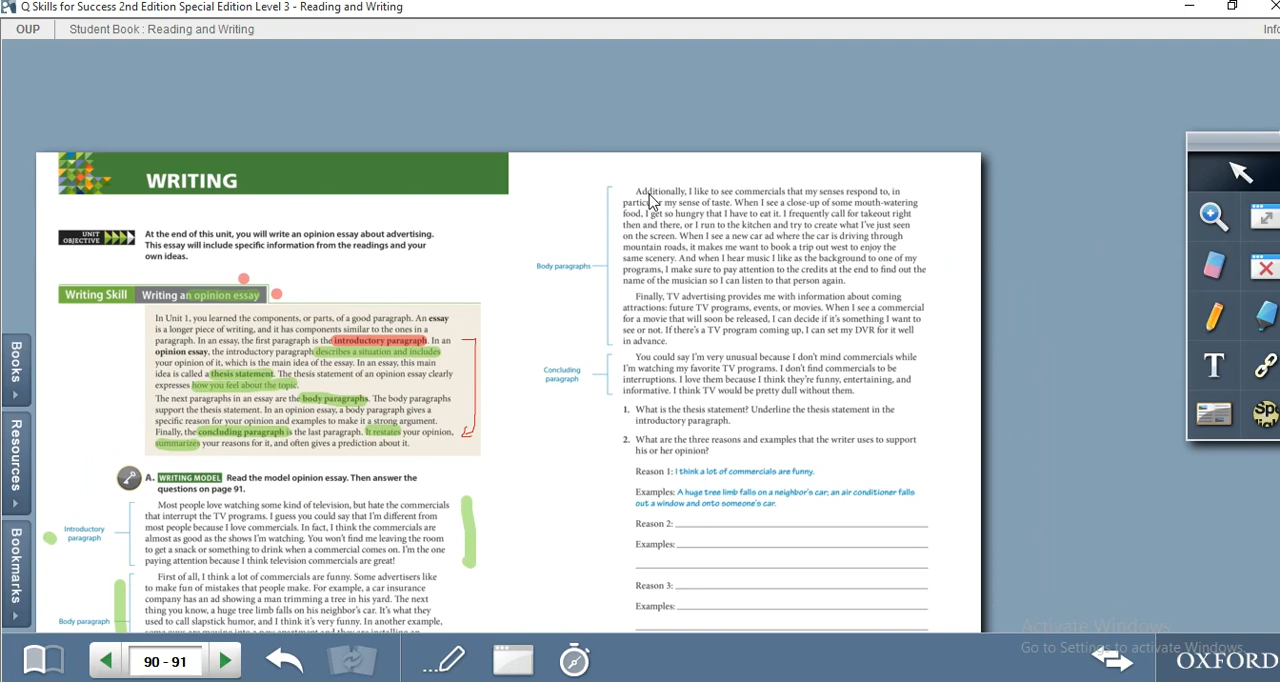 Q Skills for Success 2nd Edition Special Edition Level 3 - Reading and Writing
OUP
Student Book : Reading and Writing
Books
Resources
Bookmarks
WRITING
UNIT OBJECTIVE
At the end of this unit, you will write an opinion essay about advertising.
This essay will include specific information from the readings and your
own ideas.
Writing Skill Writing an opinion essay
In Unit 1, you learned the components, or parts, of a good paragraph. An essay
is a longer piece of writing, and it has components similar to the ones in a
paragraph. In an essay, the first paragraph is the introductory paragraph. In an
opinion essay, the introductory paragraph describes a situation and includes
your opinion of it, which is the main idea of the essay. In an essay, this main
idea is called a thesis statement. The thesis statement of an opinion essay clearly
expresses how you feel about the topic.
The next paragraphs in an essay are the body paragraphs. The body paragraphs
support the thesis statement. In an opinion essay, a body paragraph gives a
specific reason for your opinion and examples to make it a strong argument.
Finally, the concluding paragraph is the last paragraph. It restates your opinion,
summarizes your reasons for it, and often gives a prediction about it.
A. WRITING MODEL Read the model opinion essay. Then answer the
questions on page 91.
Introductory
paragraph
Most people love watching some kind of television, but hate the commercials
that interrupt the TV programs. I guess you could say that I'm different from
most people because I love commercials. In fact, I think the commercials are
almost as good as the shows I'm watching. You won't find me leaving the room
to get a snack or something to drink when a commercial comes on. I'm the one
paying attention because I think television commercials are great!
Body paragraph
First of all, I think a lot of commercials are funny. Some advertisers like
to make fun of mistakes that people make. For example, a car insurance
company has an ad showing a man trimming a tree in his yard. The next
thing you know, a huge tree limb falls on his neighbor's car. It's what they
used to call slapstick humor, and I think it's very funny. In another example,
some guys are moving into a new apartment and they are installing an
Body paragraphs
Additionally, I like to see commercials that my senses respond to, in
my sense of taste. When I see a close-up of some mouth-watering
food, I get so hungry that I have to eat it. I frequently call for takeout right
then and there, or I run to the kitchen and try to create what I've just seen
on the screen. When I see a new car ad where the car is driving through
mountain roads, it makes me want to book a trip out west to enjoy the
same scenery. And when I hear music I like as the background to one of my
programs, I make sure to pay attention to the credits at the end to find out the
name of the musician so I can listen to that person again.
Finally, TV advertising provides me with information about coming
attractions: future TV programs, events, or movies. When I see a commercial
for a movie that will soon be released, I can decide if it's something I want to
see or not. If there's a TV program coming up, I can set my DVR for it well
in advance.
Concluding
paragraph
You could say I'm very unusual because I don't mind commercials while
I'm watching my favorite TV programs. I don't find commercials to be
interruptions. I love them because I think they're funny, entertaining, and
informative. I think TV would be pretty dull without them.
1. What is the thesis statement? Underline the thesis statement in the
introductory paragraph.
2. What are the three reasons and examples that the writer uses to support
his or her opinion?
Reason 1: I think a lot of commercials are funny.
Examples: A huge tree limb falls on a neighbor's car; an air conditioner falls
out a window and onto someone's car.
Reason 2:
Examples:
Reason 3:
Examples:
T
Activate Windows
Go to Settings to activate Windows.
90 - 91
OXFORD